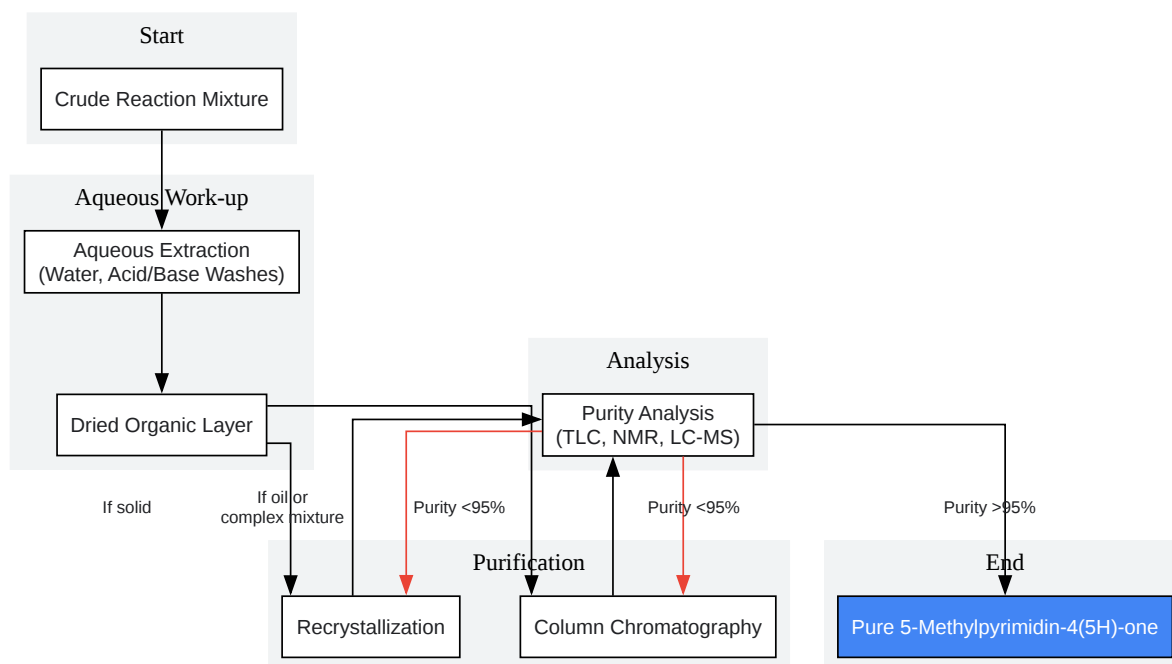 Start
Crude Reaction Mixture
Aqueous Work-up
Aqueous Extraction
(Water, Acid/Base Washes)
Analysis
Dried Organic Layer
Purity Analysis
(TLC, NMR, LC-MS)
If solid
If oil or
complex mixture
Purity <95%
Purity <95%
Purity >95%
Purification
End
Recrystallization
Column Chromatography
Pure 5-Methylpyrimidin-4(5H)-one